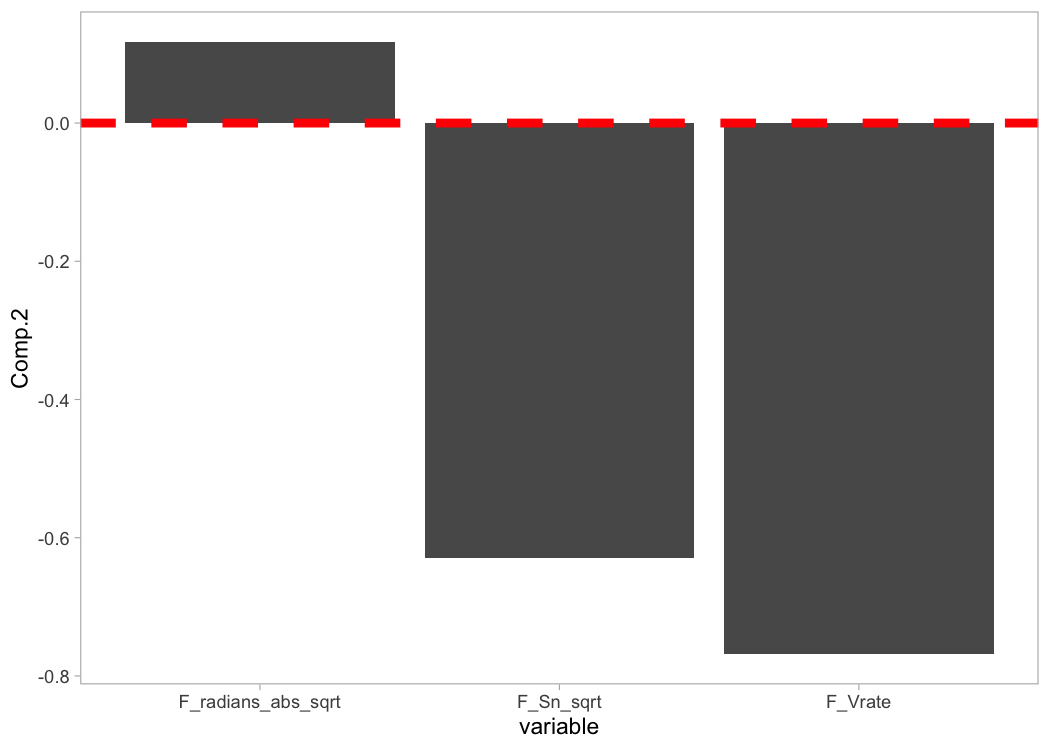 Comp.2
0.0
-0.2
-0.4
-0.6
-0.8
F_radians_abs_sqrt
F_Sn_sqrt
F_Vrate
variable